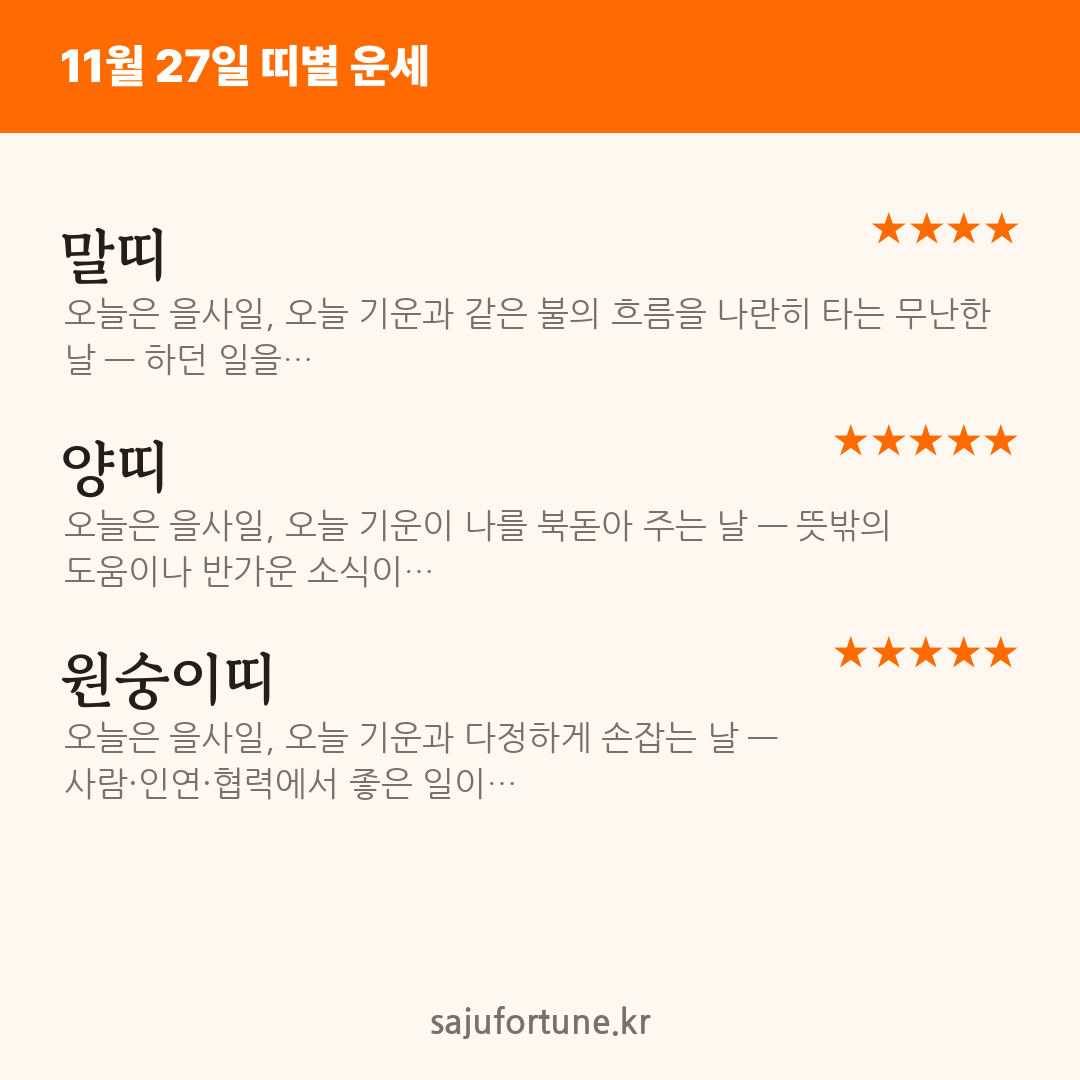 11월 27일 띠별 운세
말띠
★★★★
오늘은 을사일, 오늘 기운과 같은 불의 흐름을 나란히 타는 무난한
날 — 하던 일을…
양띠
★★★★★
오늘은 을사일, 오늘 기운이 나를 북돋아 주는 날 — 뜻밖의
도움이나 반가운 소식이…
원숭이띠
★★★★★
오늘은 을사일, 오늘 기운과 다정하게 손잡는 날 —
사람·인연·협력에서 좋은 일이…
sajufortune.kr